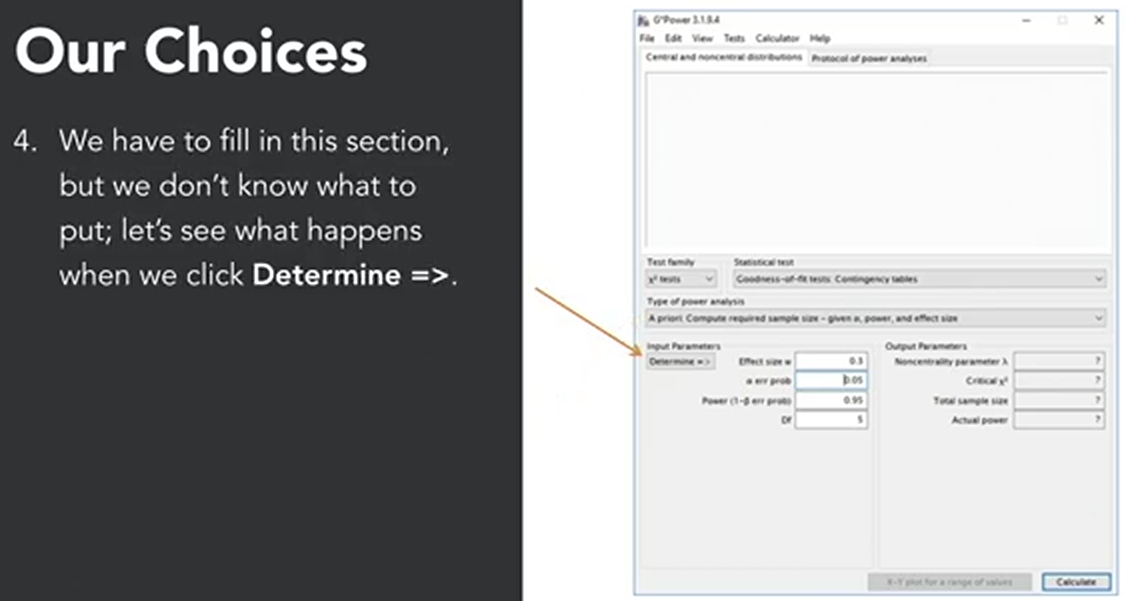 Our Choices
4. We have to fill in this section,
but we don't know what to
put; let's see what happens
when we click Determine =>.
G*Power 3.1.9.4
File Edit View Tests Calculator Help
Central and noncentral distributions Protocol of power analyses
Test family Statistical test
χ² tests Goodness-of-fit tests: Contingency tables
Type of power analysis
A priori: Compute required sample size - given α, power, and effect size
Input Parameters Output Parameters
Determine => Effect size w 0.3 Noncentrality parameter λ ?
α err prob 0.05 Critical χ² ?
Power (1-β err prob) 0.95 Total sample size ?
Df 5 Actual power ?
X-Y plot for a range of values Calculate